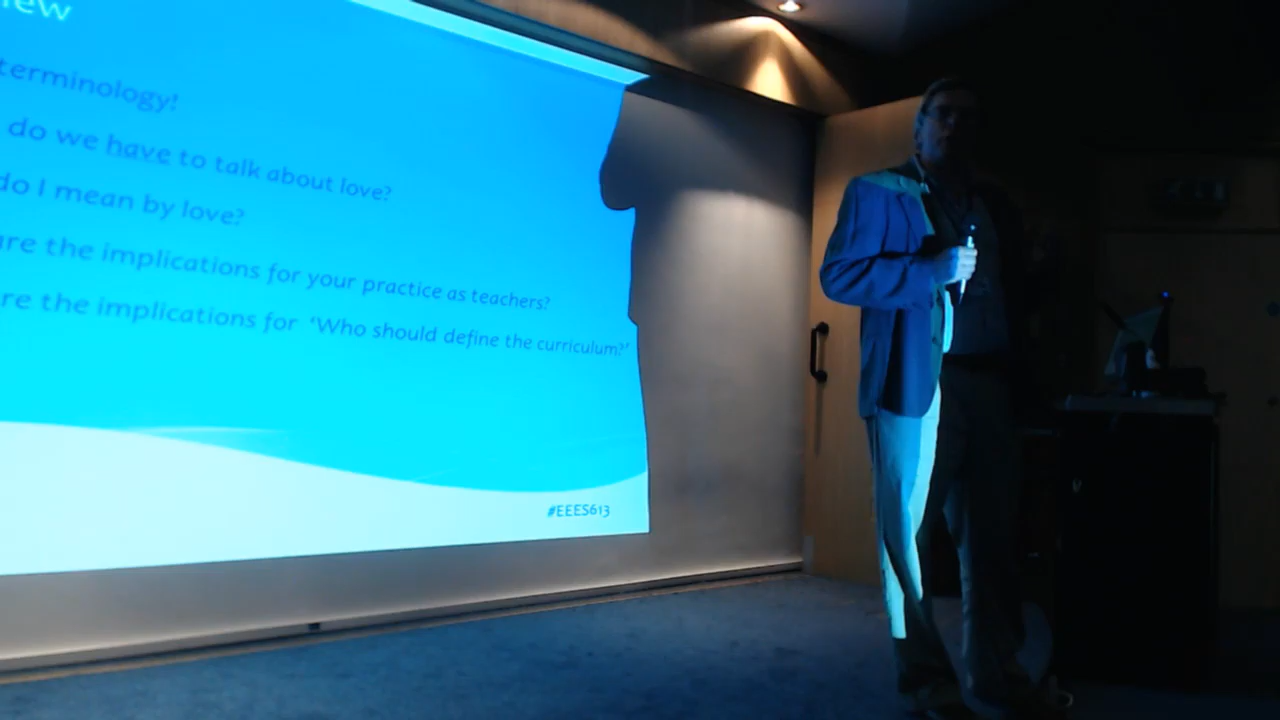 terminology!
do we have to talk about love?
do I mean by love?
are the implications for your practice as teachers?
re the implications for 'Who should define the curriculum?'
#EEES613